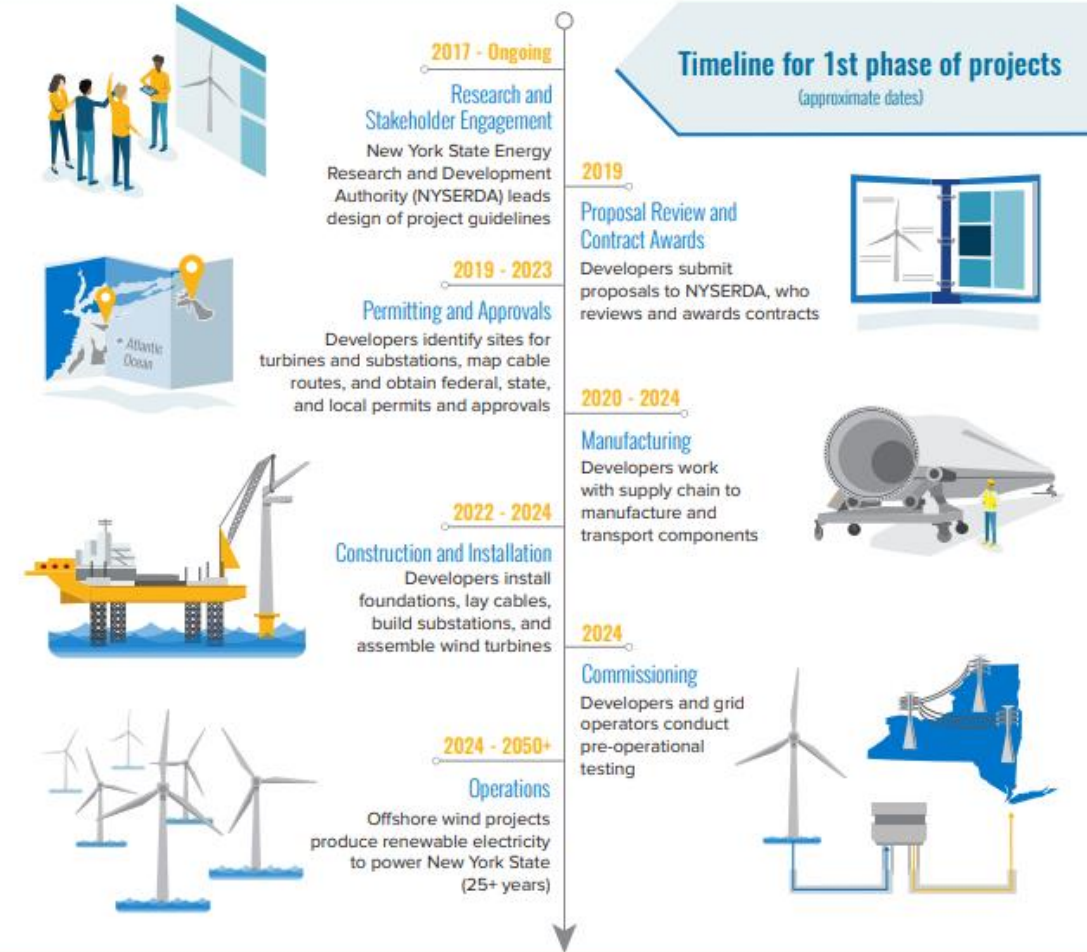 Timeline for 1st phase of projects
(approximate dates)
2017 - Ongoing
Research and
Stakeholder Engagement
New York State Energy
Research and Development
Authority (NYSERDA) leads
design of project guidelines
2019
Proposal Review and
Contract Awards
Developers submit
proposals to NYSERDA, who
reviews and awards contracts
2019 - 2023
Permitting and Approvals
Developers identify sites for
turbines and substations, map cable
routes, and obtain federal, state,
and local permits and approvals
Atlantic
Ocean
2020 - 2024
Manufacturing
Developers work
with supply chain to
manufacture and
transport components
2022 - 2024
Construction and Installation
Developers install
foundations, lay cables,
build substations, and
assemble wind turbines
2024
Commissioning
Developers and grid
operators conduct
pre-operational
testing
2024 - 2050+
Operations
Offshore wind projects
produce renewable electricity
to power New York State
(25+ years)